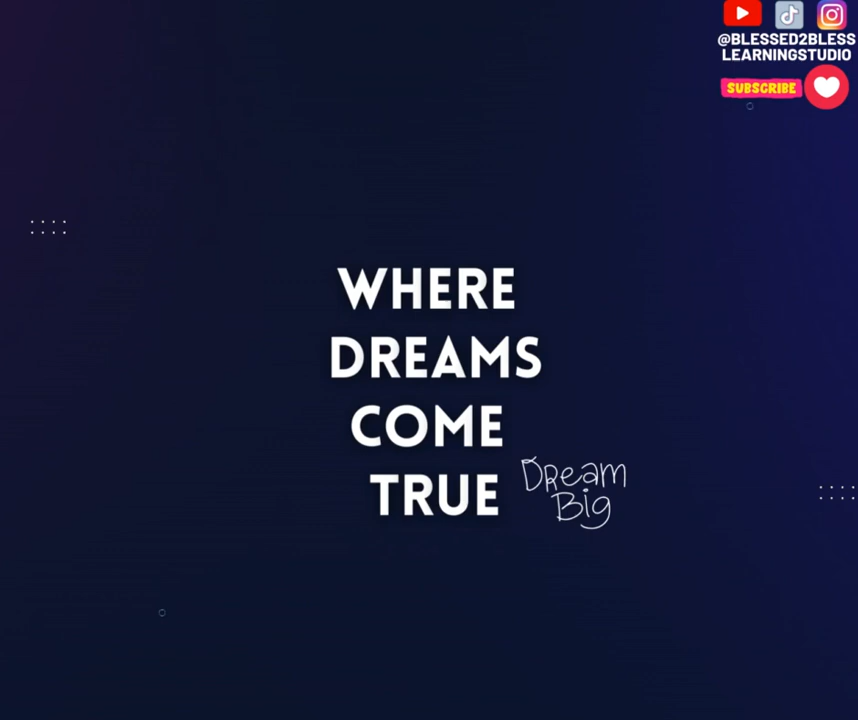 @BLESSED2BLESS
LEARNINGSTUDIO
SUBSCRIBE
WHERE
DREAMS
COME
TRUE
Dream
Big